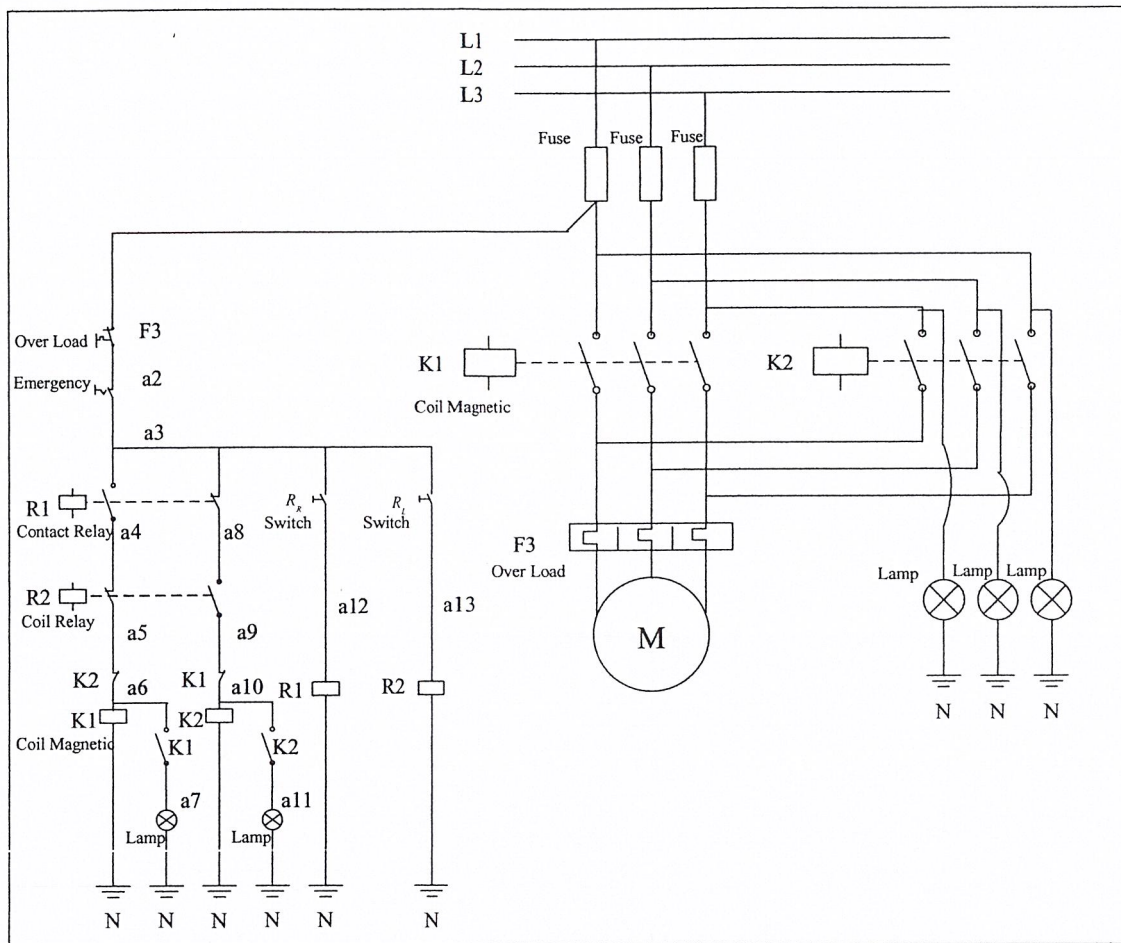 L1
L2
L3
Fuse Fuse Fuse
Over Load F3
Emergency a2
a3
K1
Coil Magnetic
K2
R1
Contact Relay
a4
a8
R_R
Switch
R_L
Switch
R2
Coil Relay
a5
a9
a12
a13
F3
Over Load
M
Lamp Lamp Lamp
N N N
K2 a6
K1 a10
R1
R2
K1
Coil Magnetic
K2
K1
K2
a7
a11
Lamp Lamp
N N N N N N